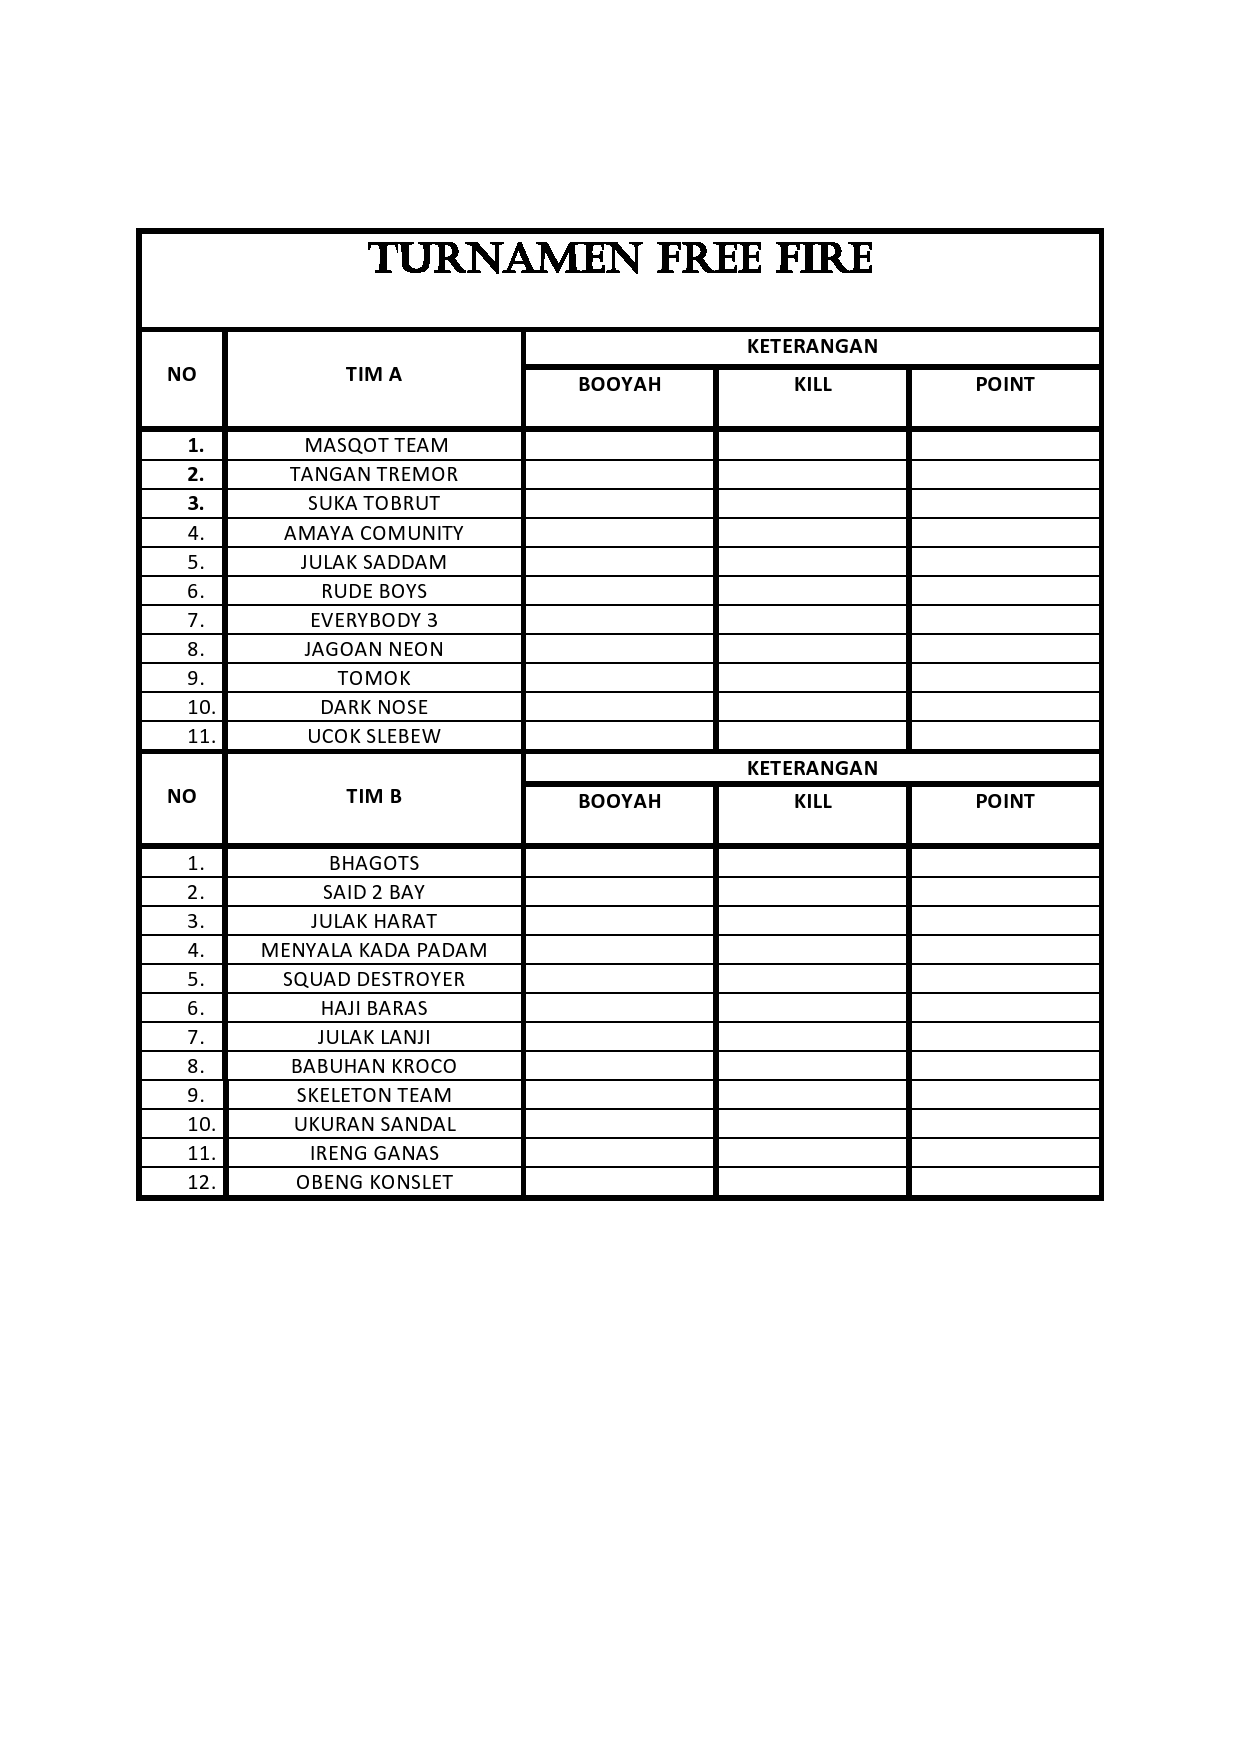 TURNAMEN FREE FIRE
NO TIM A KETERANGAN
BOOYAH KILL POINT
1. MASQOT TEAM
2. TANGAN TREMOR
3. SUKA TOBRUT
4. AMAYA COMUNITY
5. JULAK SADDAM
6. RUDE BOYS
7. EVERYBODY 3
8. JAGOAN NEON
9. TOMOK
10. DARK NOSE
11. UCOK SLEBEW
NO TIM B KETERANGAN
BOOYAH KILL POINT
1. BHAGOTS
2. SAID 2 BAY
3. JULAK HARAT
4. MENYALA KADA PADAM
5. SQUAD DESTROYER
6. HAJI BARAS
7. JULAK LANJI
8. BABUHAN KROCO
9. SKELETON TEAM
10. UKURAN SANDAL
11. IRENG GANAS
12. OBENG KONSLET